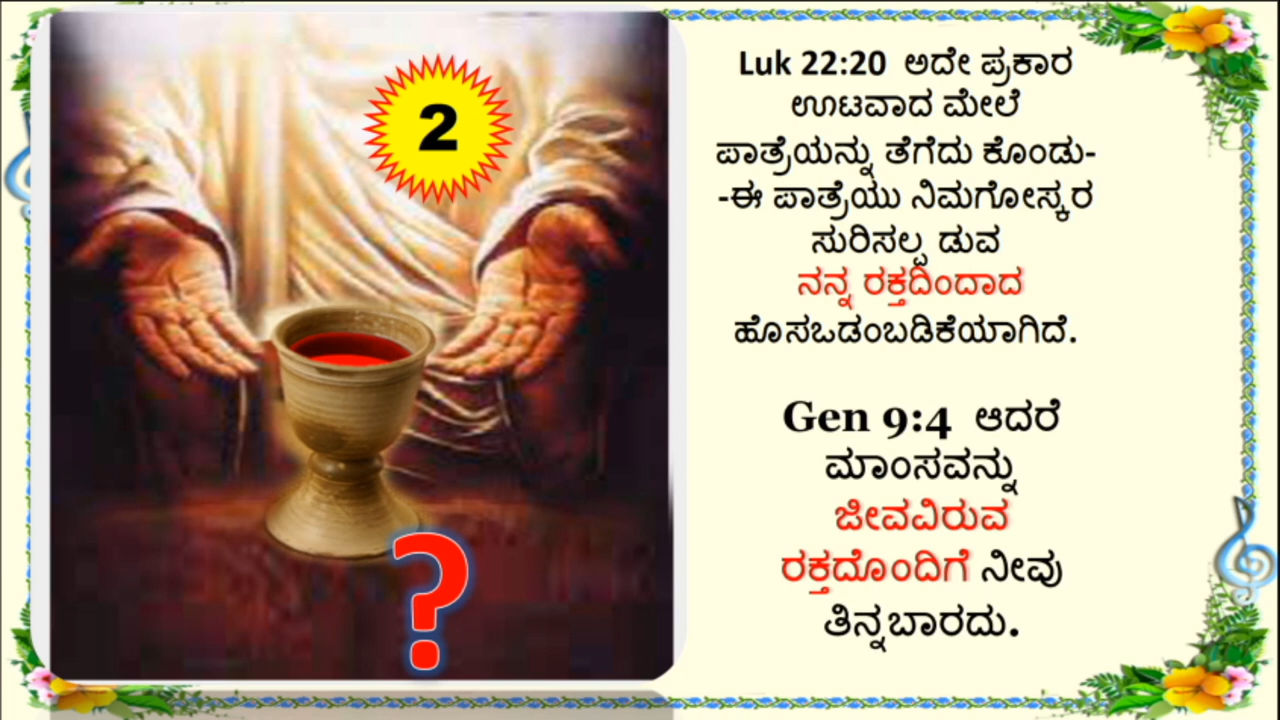 2
?
Luk 22:20 ಅದೇ ಪ್ರಕಾರ
ಊಟವಾದ ಮೇಲೆ
ಪಾತ್ರೆಯನ್ನು ತೆಗೆದು ಕೊಂಡು-
-ಈ ಪಾತ್ರೆಯು ನಿಮಗೋಸ್ಕರ
ಸುರಿಸಲ್ಪ ಡುವ
ನನ್ನ ರಕ್ತದಿಂದಾದ
ಹೊಸಒಡಂಬಡಿಕೆಯಾಗಿದೆ.
Gen 9:4 ಆದರೆ
ಮಾಂಸವನ್ನು
ಜೀವವಿರುವ
ರಕ್ತದೊಂದಿಗೆ ನೀವು
ತಿನ್ನಬಾರದು.